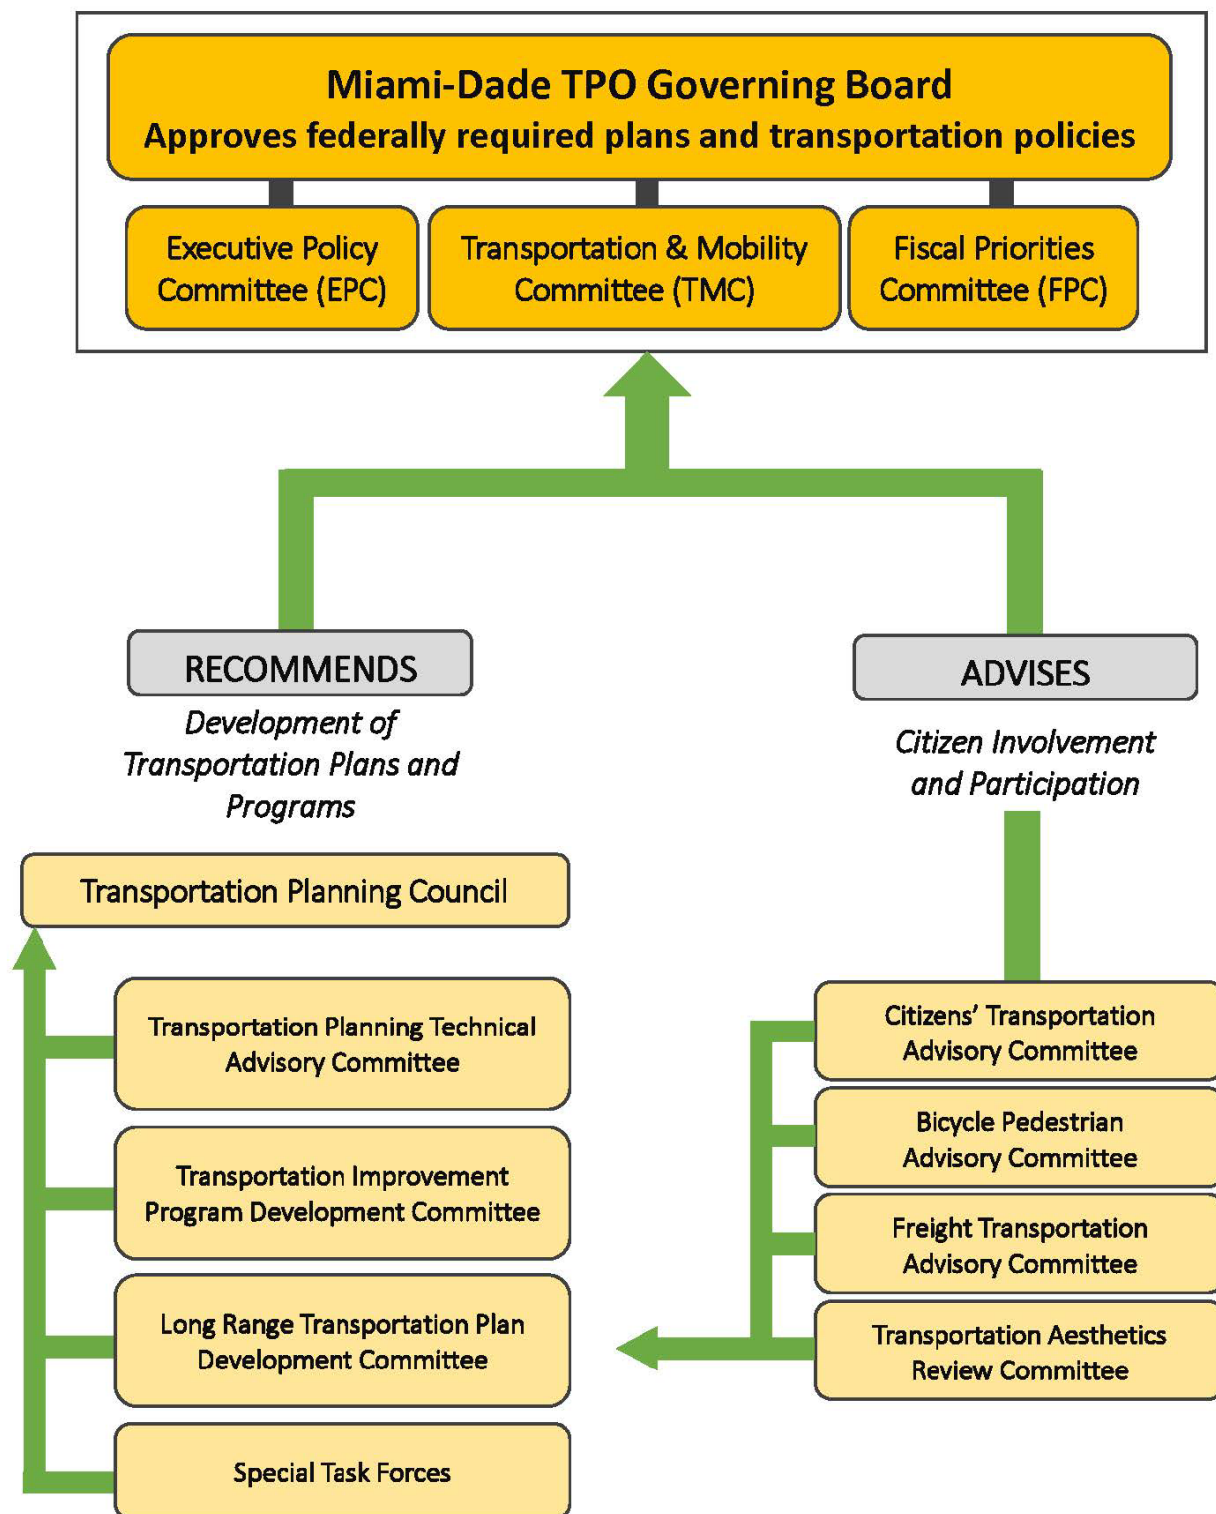 Miami-Dade TPO Governing Board
Approves federally required plans and transportation policies
Executive Policy
Committee (EPC)
Transportation & Mobility
Committee (TMC)
Fiscal Priorities
Committee (FPC)
RECOMMENDS
Development of
Transportation Plans and
Programs
Transportation Planning Council
Transportation Planning Technical
Advisory Committee
Transportation Improvement
Program Development Committee
Long Range Transportation Plan
Development Committee
Special Task Forces
ADVISES
Citizen Involvement
and Participation
Citizens’ Transportation
Advisory Committee
Bicycle Pedestrian
Advisory Committee
Freight Transportation
Advisory Committee
Transportation Aesthetics
Review Committee